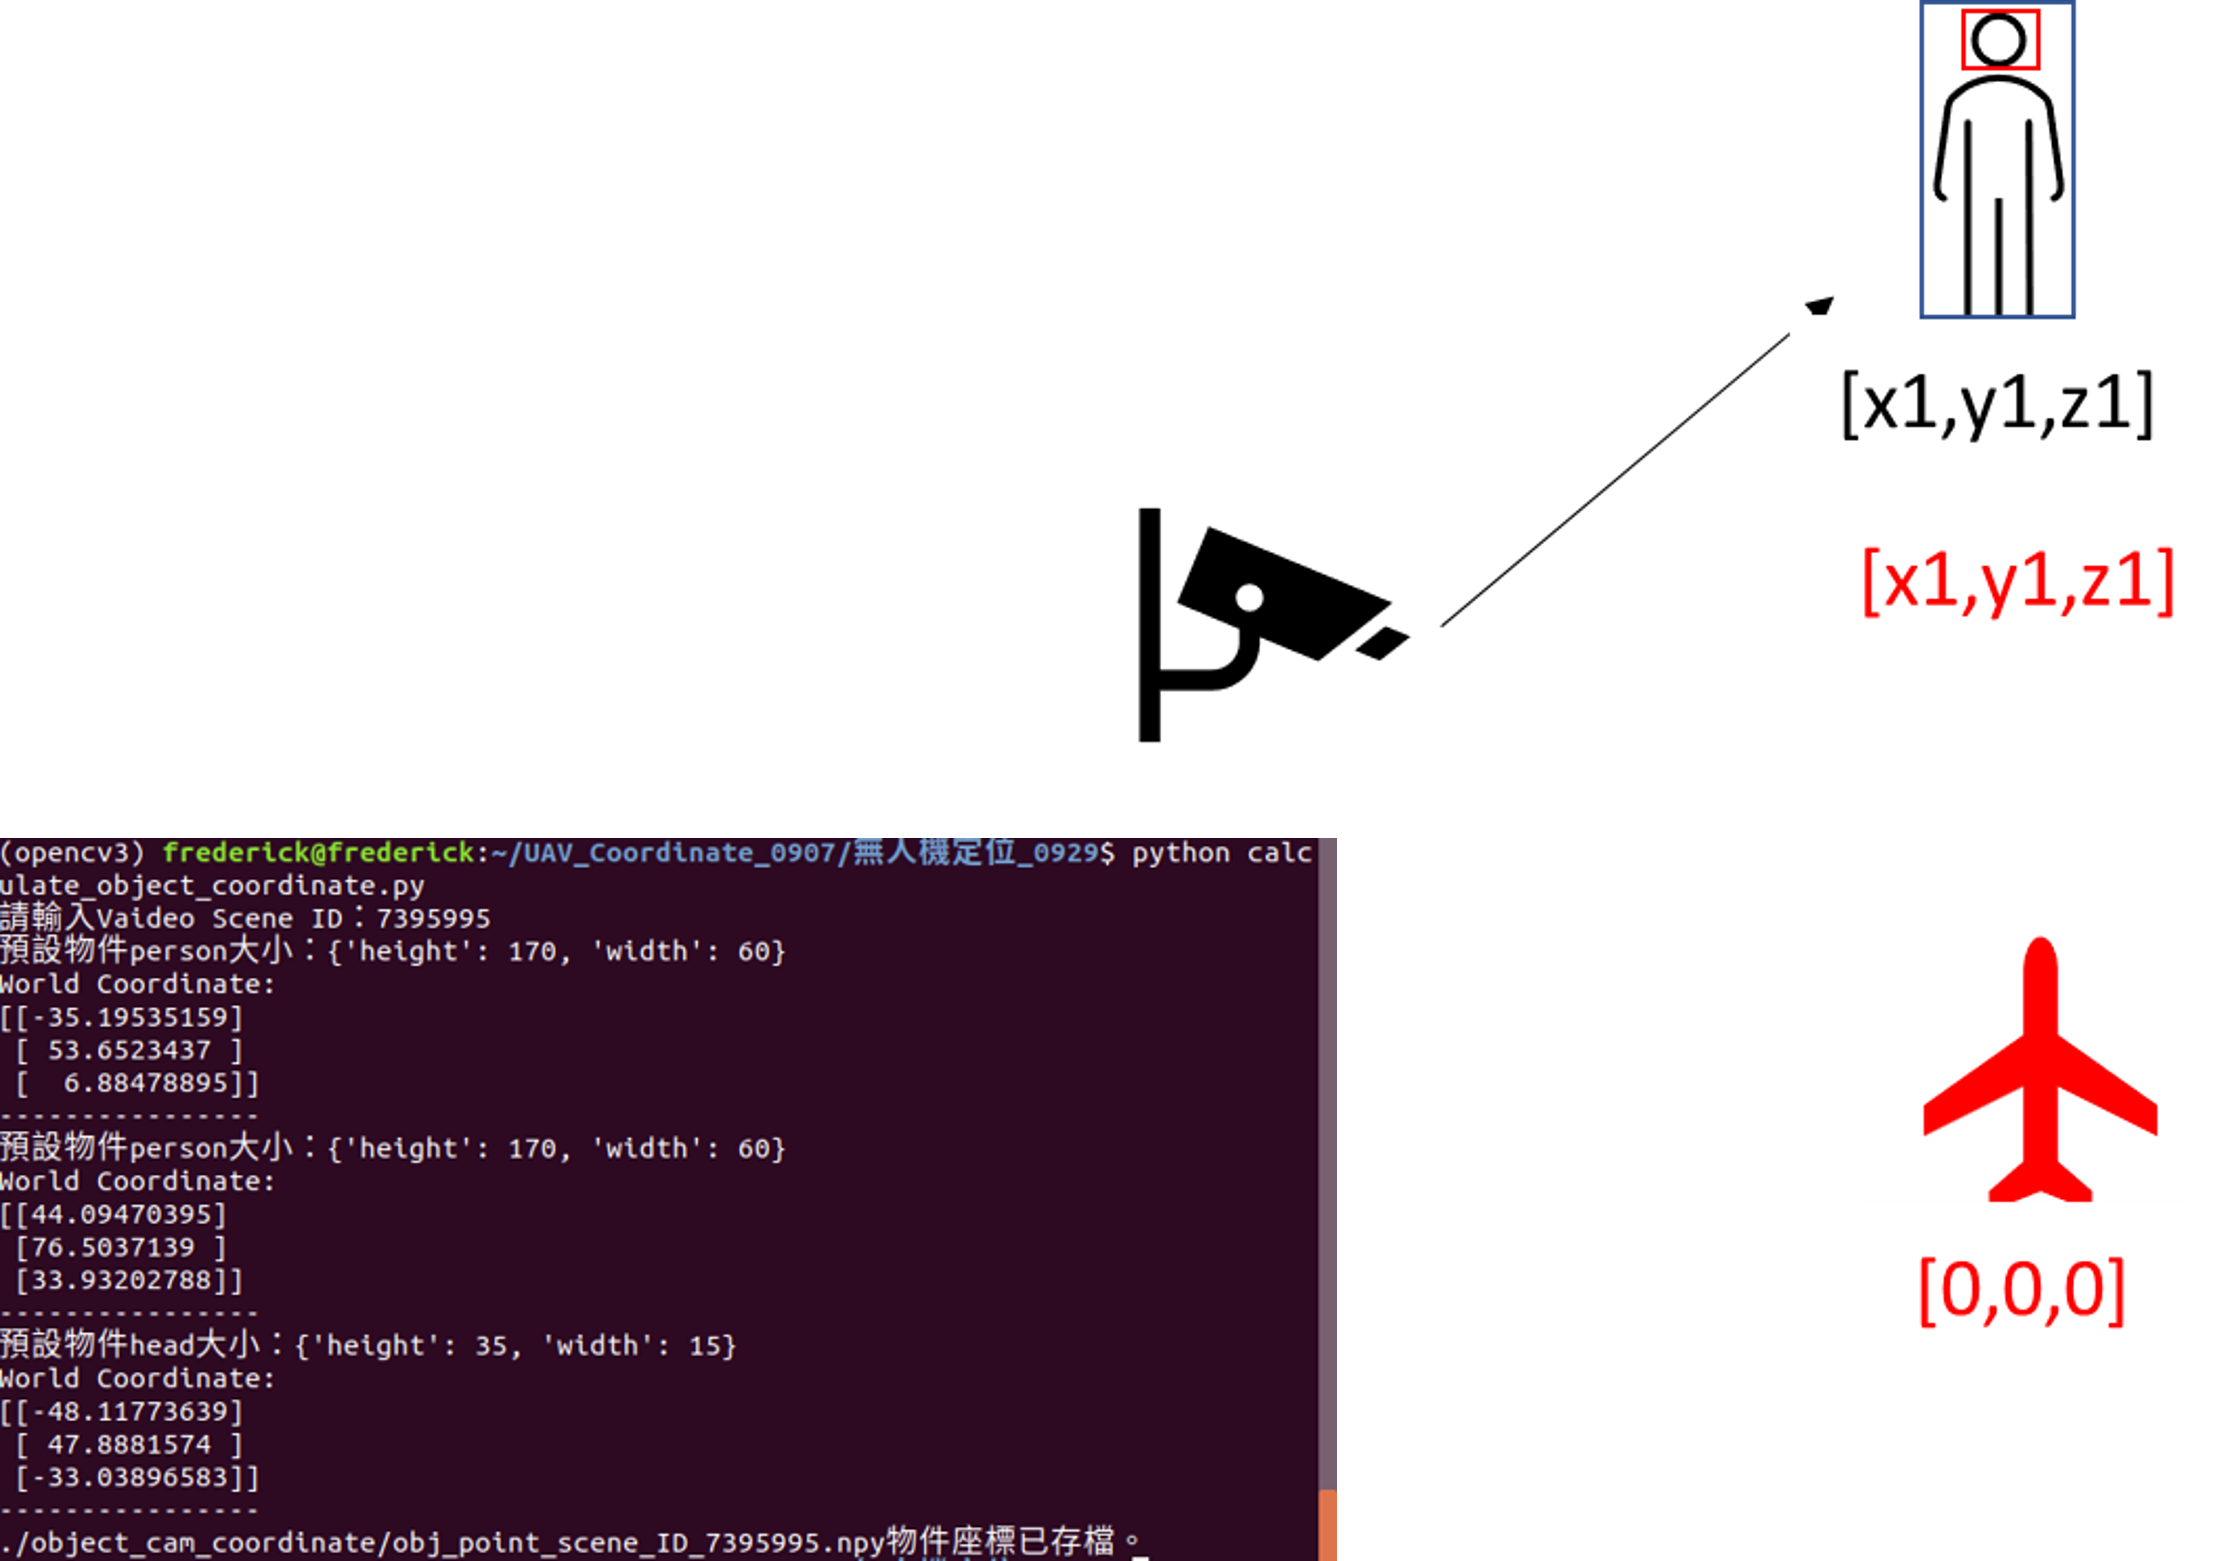 [x1,y1,z1]
[x1,y1,z1]
(opencv3) frederick@frederick:~/UAV_Coordinate_0907/無人機定位_0929$ python calc
ulate_object_coordinate.py
請輸入Vaideo Scene ID：7395995
預設物件person大小：{'height': 170, 'width': 60}
World Coordinate:
[[-35.19535159]
 [ 53.6523437 ]
 [  6.88478895]]
----------------
預設物件person大小：{'height': 170, 'width': 60}
World Coordinate:
[[44.09470395]
 [76.5037139 ]
 [33.93202788]]
----------------
預設物件head大小：{'height': 35, 'width': 15}
World Coordinate:
[[-48.11773639]
 [ 47.8881574 ]
 [-33.03896583]]
----------------
./object_cam_coordinate/obj_point_scene_ID_7395995.npy物件座標已存檔。
[0,0,0]